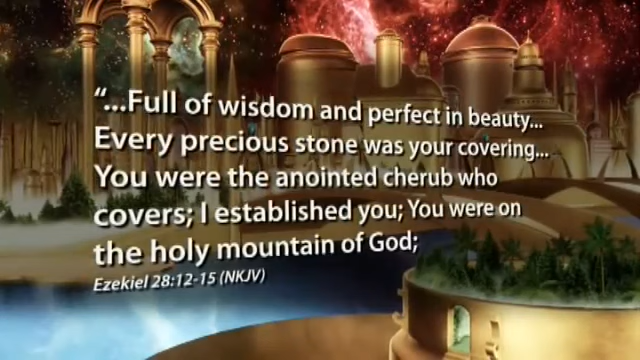 “...Full of wisdom and perfect in beauty...
Every precious stone was your covering...
You were the anointed cherub who
covers; I established you; You were on
the holy mountain of God;
Ezekiel 28:12-15 (NKJV)